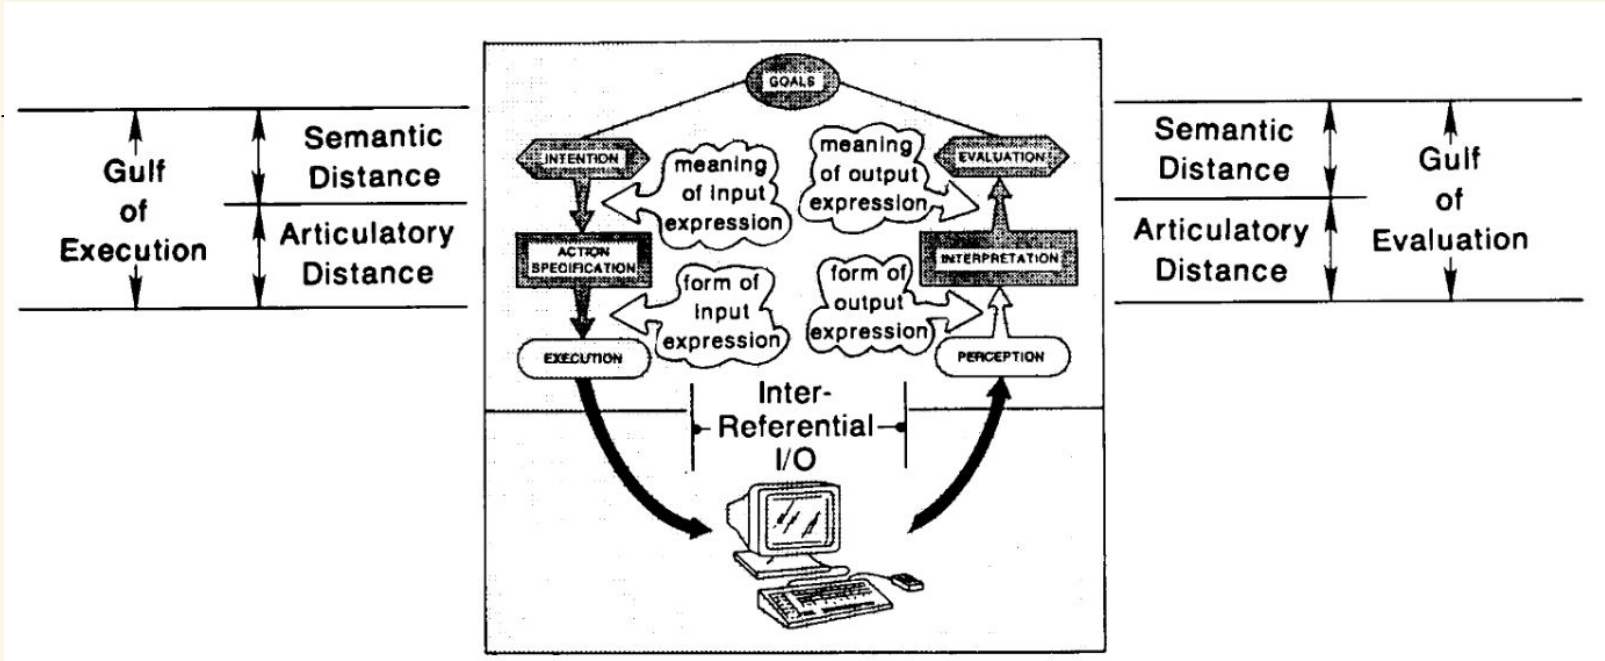 GOALS
Gulf
of
Execution
Semantic
Distance
Articulatory
Distance
INTENTION
meaning
of input
expression
ACTION
SPECIFICATION
form of
input
expression
EXECUTION
meaning
of output
expression
EVALUATION
form of
output
expression
INTERPRETATION
PERCEPTION
Semantic
Distance
Articulatory
Distance
Gulf
of
Evaluation
Inter-
Referential
I/O